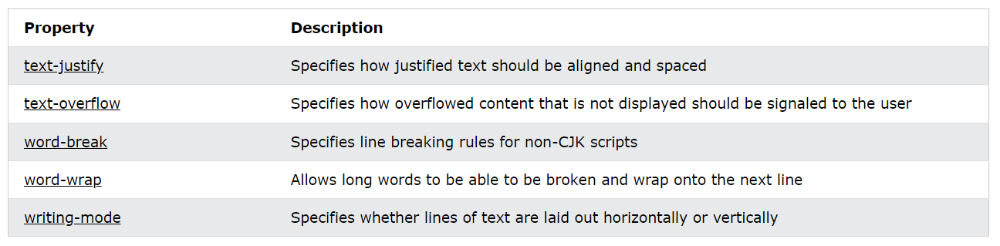 Property Description
text-justify Specifies how justified text should be aligned and spaced
text-overflow Specifies how overflowed content that is not displayed should be signaled to the user
word-break Specifies line breaking rules for non-CJK scripts
word-wrap Allows long words to be able to be broken and wrap onto the next line
writing-mode Specifies whether lines of text are laid out horizontally or vertically